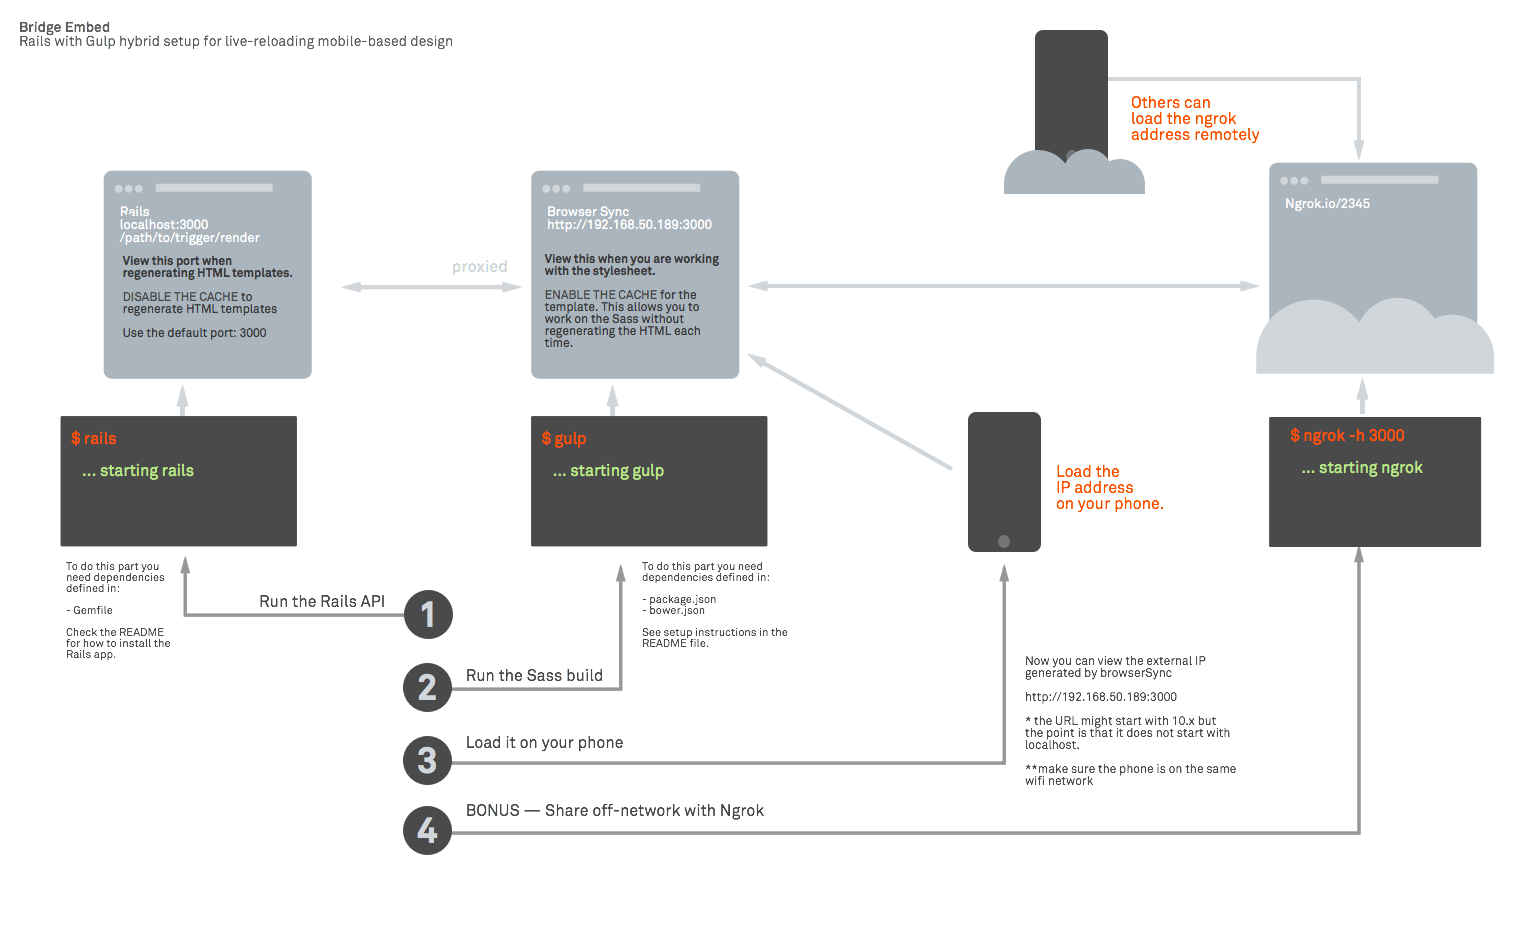 Bridge Embed
Rails with Gulp hybrid setup for live-reloading mobile-based design
Others can
load the ngrok
address remotely
Rails
localhost:3000
/path/to/trigger/render
View this port when
regenerating HTML templates.
DISABLE THE CACHE to
regenerate HTML templates
Use the default port: 3000
proxied
Browser Sync
http://192.168.50.189:3000
View this when you are working
with the stylesheet.
ENABLE THE CACHE for the
template. This allows you to
work on the Sass without
regenerating the HTML each
time.
Ngrok.io/2345
$ rails
... starting rails
$ gulp
... starting gulp
Load the
IP address
on your phone.
$ ngrok -h 3000
... starting ngrok
To do this part you
need dependencies
defined in:
- Gemfile
Check the README
for how to install the
Rails app.
To do this part you need
dependencies defined in:
- package.json
- bower.json
See setup instructions in the
README file.
Run the Rails API
1
2
Run the Sass build
3
Load it on your phone
4
BONUS — Share off-network with Ngrok
Now you can view the external IP
generated by browserSync
http://192.168.50.189:3000
* the URL might start with 10.x but
the point is that it does not start with
localhost.
**make sure the phone is on the same
wifi network